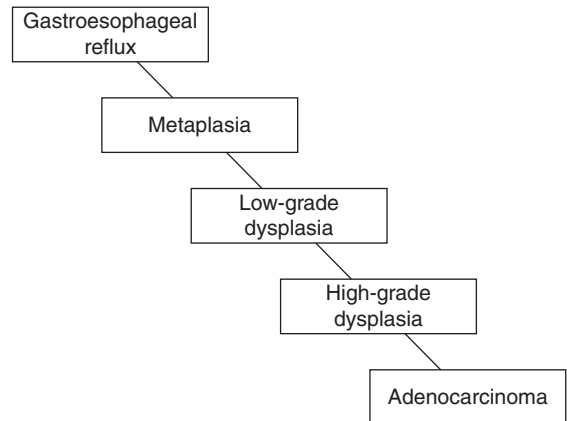 Gastroesophageal
reflux
Metaplasia
Low-grade
dysplasia
High-grade
dysplasia
Adenocarcinoma